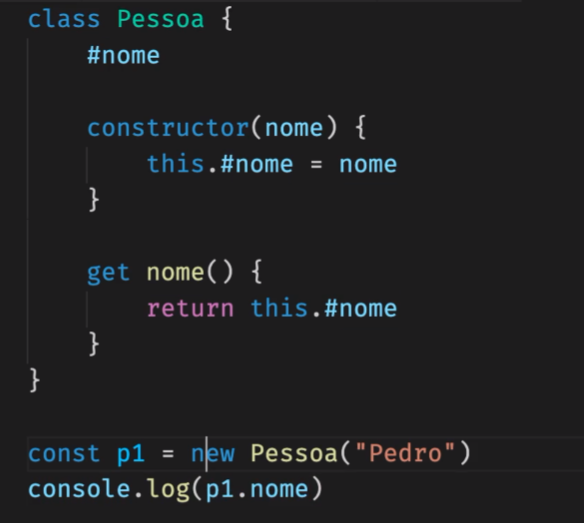 class Pessoa {
    #nome

    constructor(nome) {
        this.#nome = nome
    }

    get nome() {
        return this.#nome
    }
}

const p1 = new Pessoa("Pedro")
console.log(p1.nome)